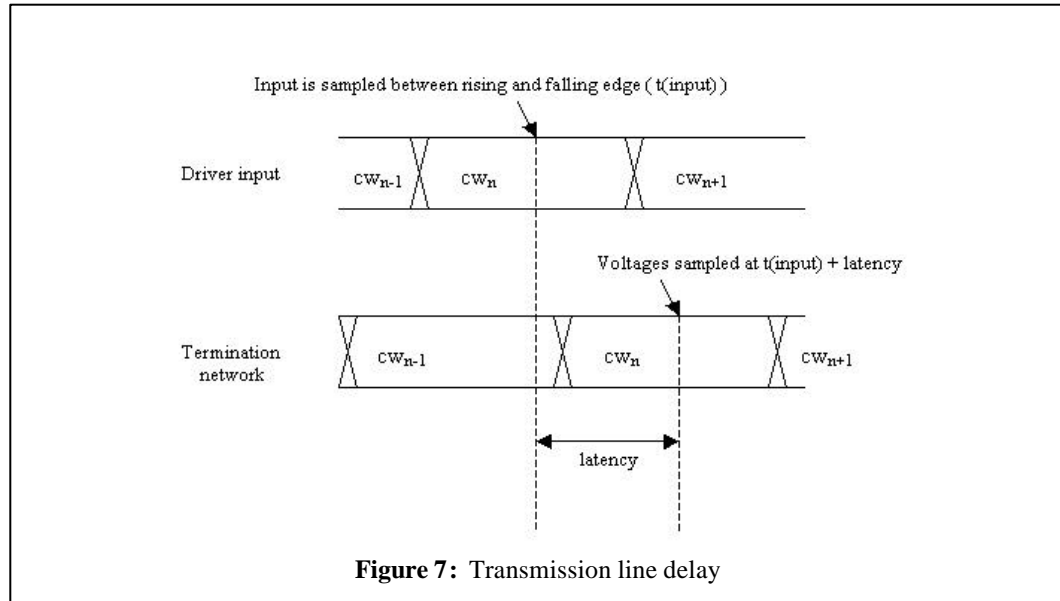 Input is sampled between rising and falling edge ( t(input) )
Driver input
CWn-1
CWn
CWn+1
Voltages sampled at t(input) + latency
Termination
network
CWn-1
CWn
CWn+1
latency
Figure 7: Transmission line delay